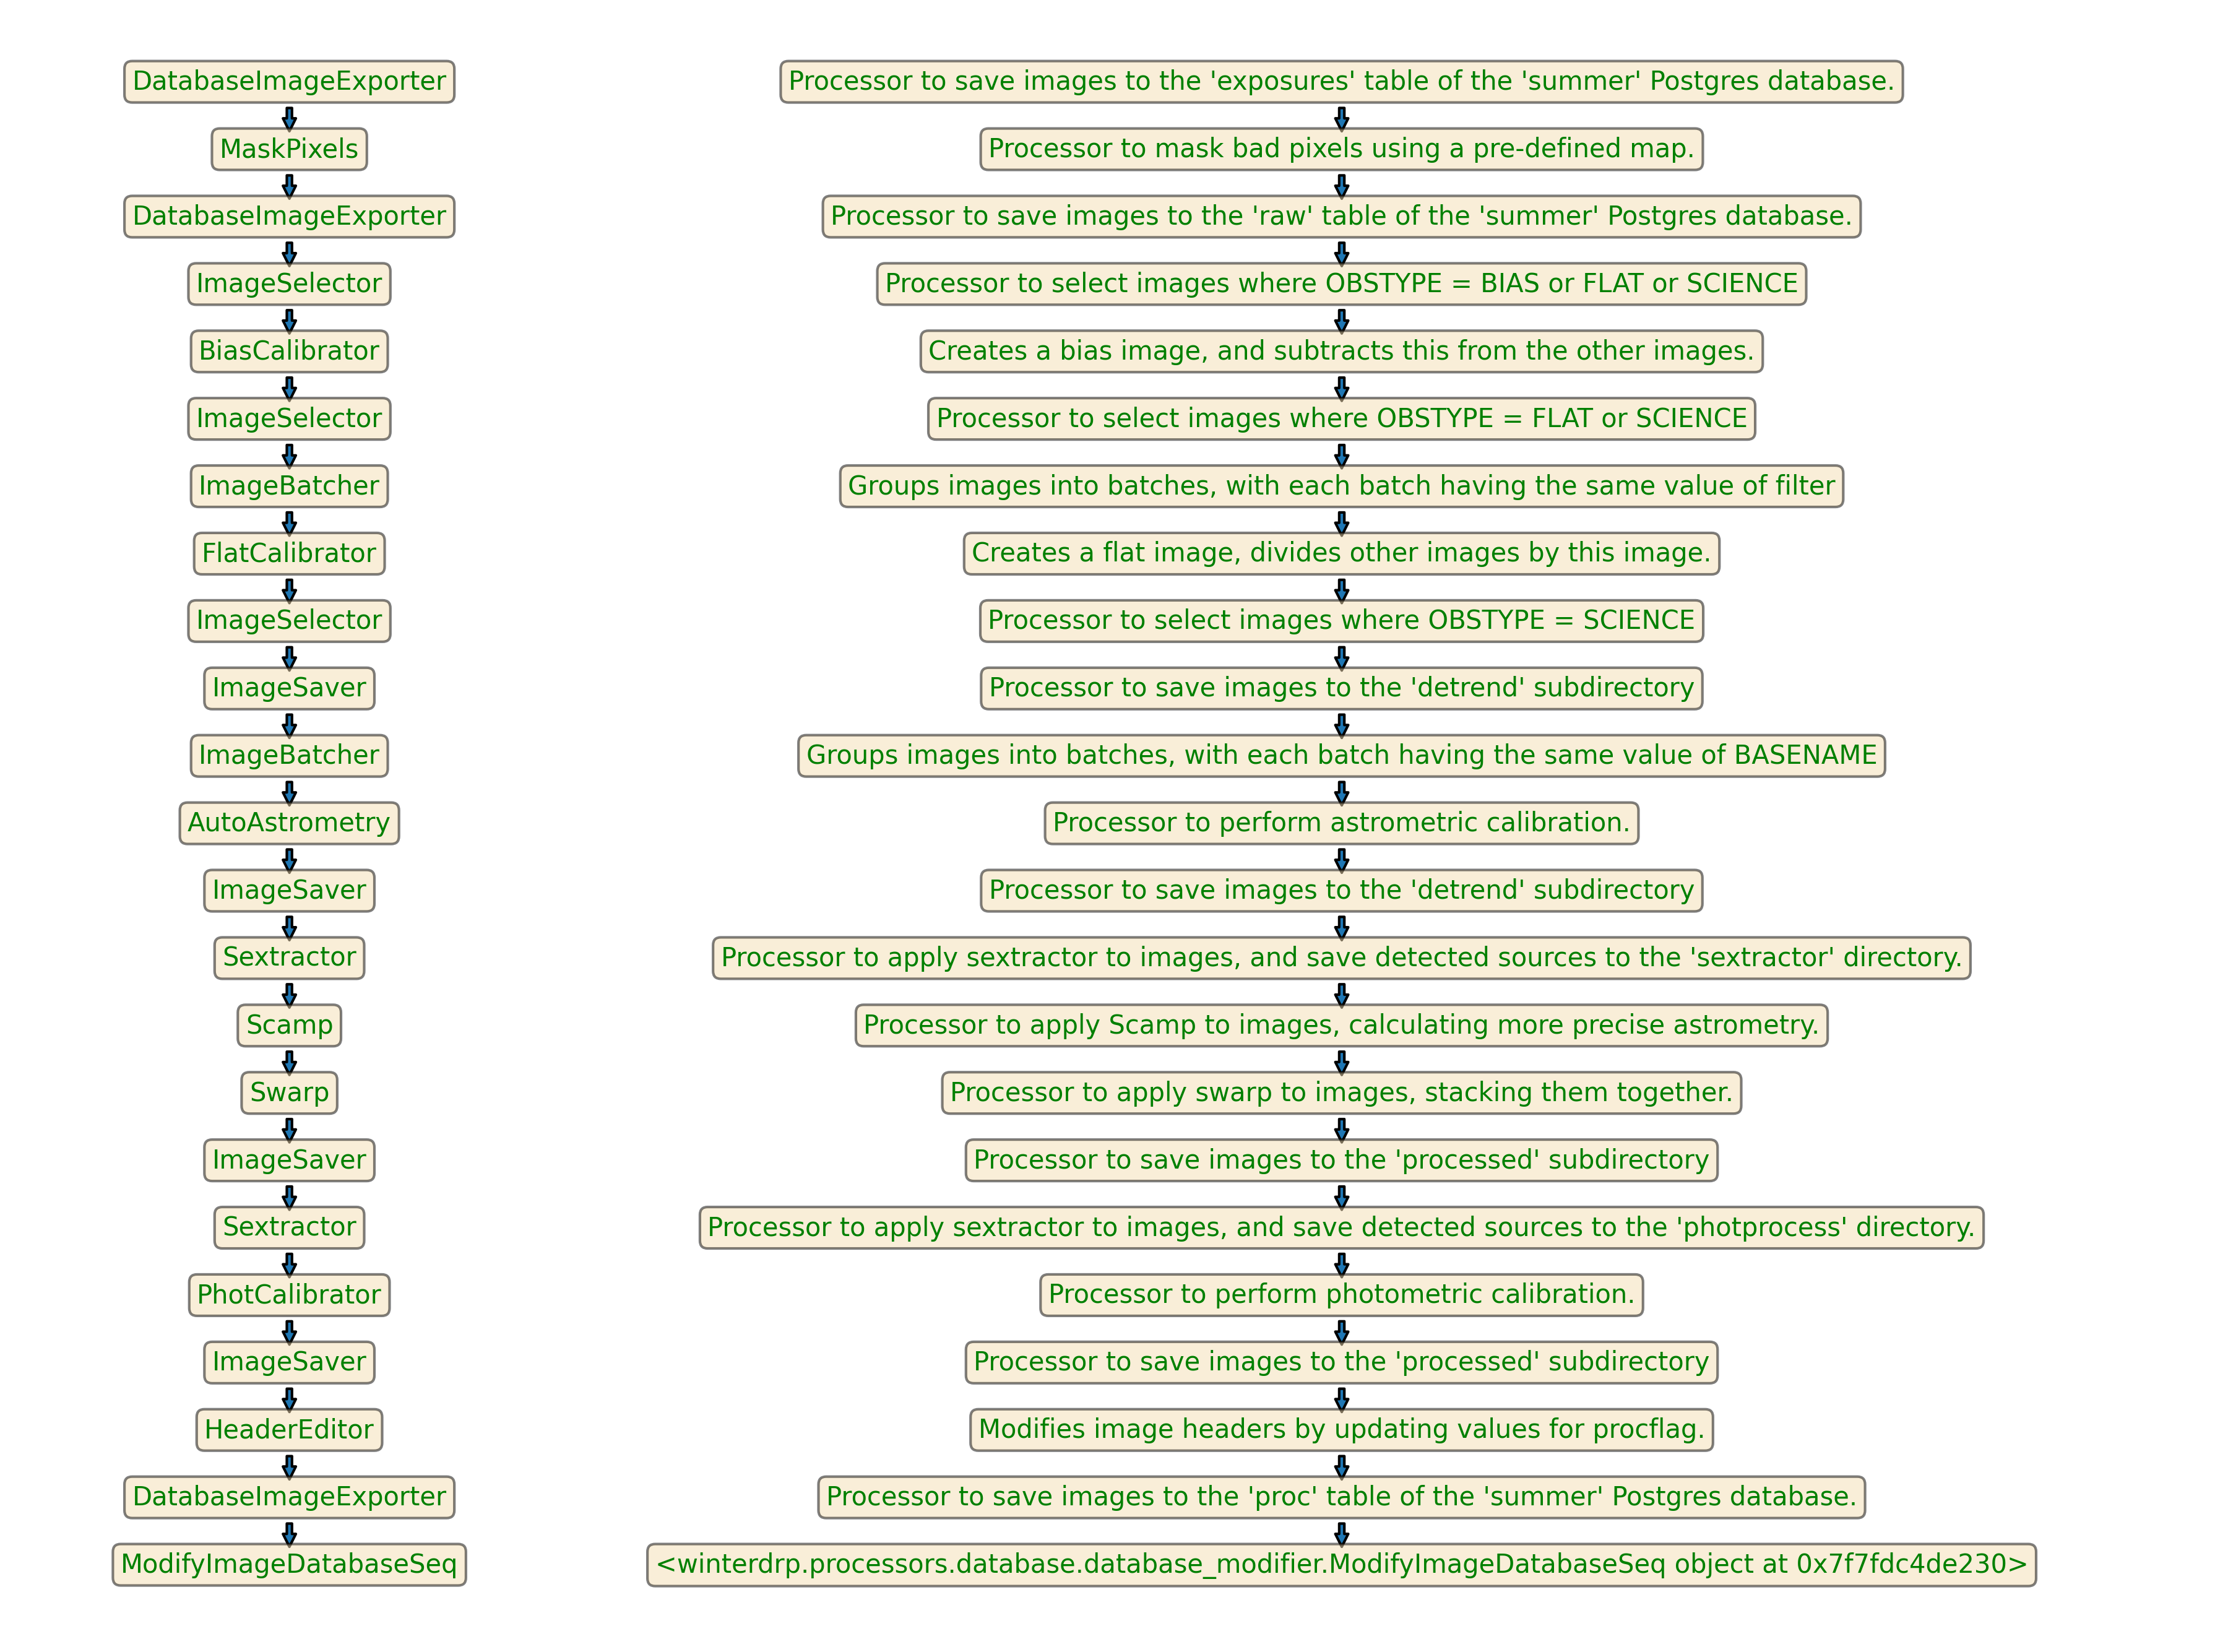 DatabaseImageExporter
Processor to save images to the 'exposures' table of the 'summer' Postgres database.
MaskPixels
Processor to mask bad pixels using a pre-defined map.
DatabaseImageExporter
Processor to save images to the 'raw' table of the 'summer' Postgres database.
ImageSelector
Processor to select images where OBSTYPE = BIAS or FLAT or SCIENCE
BiasCalibrator
Creates a bias image, and subtracts this from the other images.
ImageSelector
Processor to select images where OBSTYPE = FLAT or SCIENCE
ImageBatcher
Groups images into batches, with each batch having the same value of filter
FlatCalibrator
Creates a flat image, divides other images by this image.
ImageSelector
Processor to select images where OBSTYPE = SCIENCE
ImageSaver
Processor to save images to the 'detrend' subdirectory
ImageBatcher
Groups images into batches, with each batch having the same value of BASENAME
AutoAstrometry
Processor to perform astrometric calibration.
ImageSaver
Processor to save images to the 'detrend' subdirectory
Sextractor
Processor to apply sextractor to images, and save detected sources to the 'sextractor' directory.
Scamp
Processor to apply Scamp to images, calculating more precise astrometry.
Swarp
Processor to apply swarp to images, stacking them together.
ImageSaver
Processor to save images to the 'processed' subdirectory
Sextractor
Processor to apply sextractor to images, and save detected sources to the 'photprocess' directory.
PhotCalibrator
Processor to perform photometric calibration.
ImageSaver
Processor to save images to the 'processed' subdirectory
HeaderEditor
Modifies image headers by updating values for procflag.
DatabaseImageExporter
Processor to save images to the 'proc' table of the 'summer' Postgres database.
ModifyImageDatabaseSeq
<winterdrp.processors.database.database_modifier.ModifyImageDatabaseSeq object at 0x7f7fdc4de230>